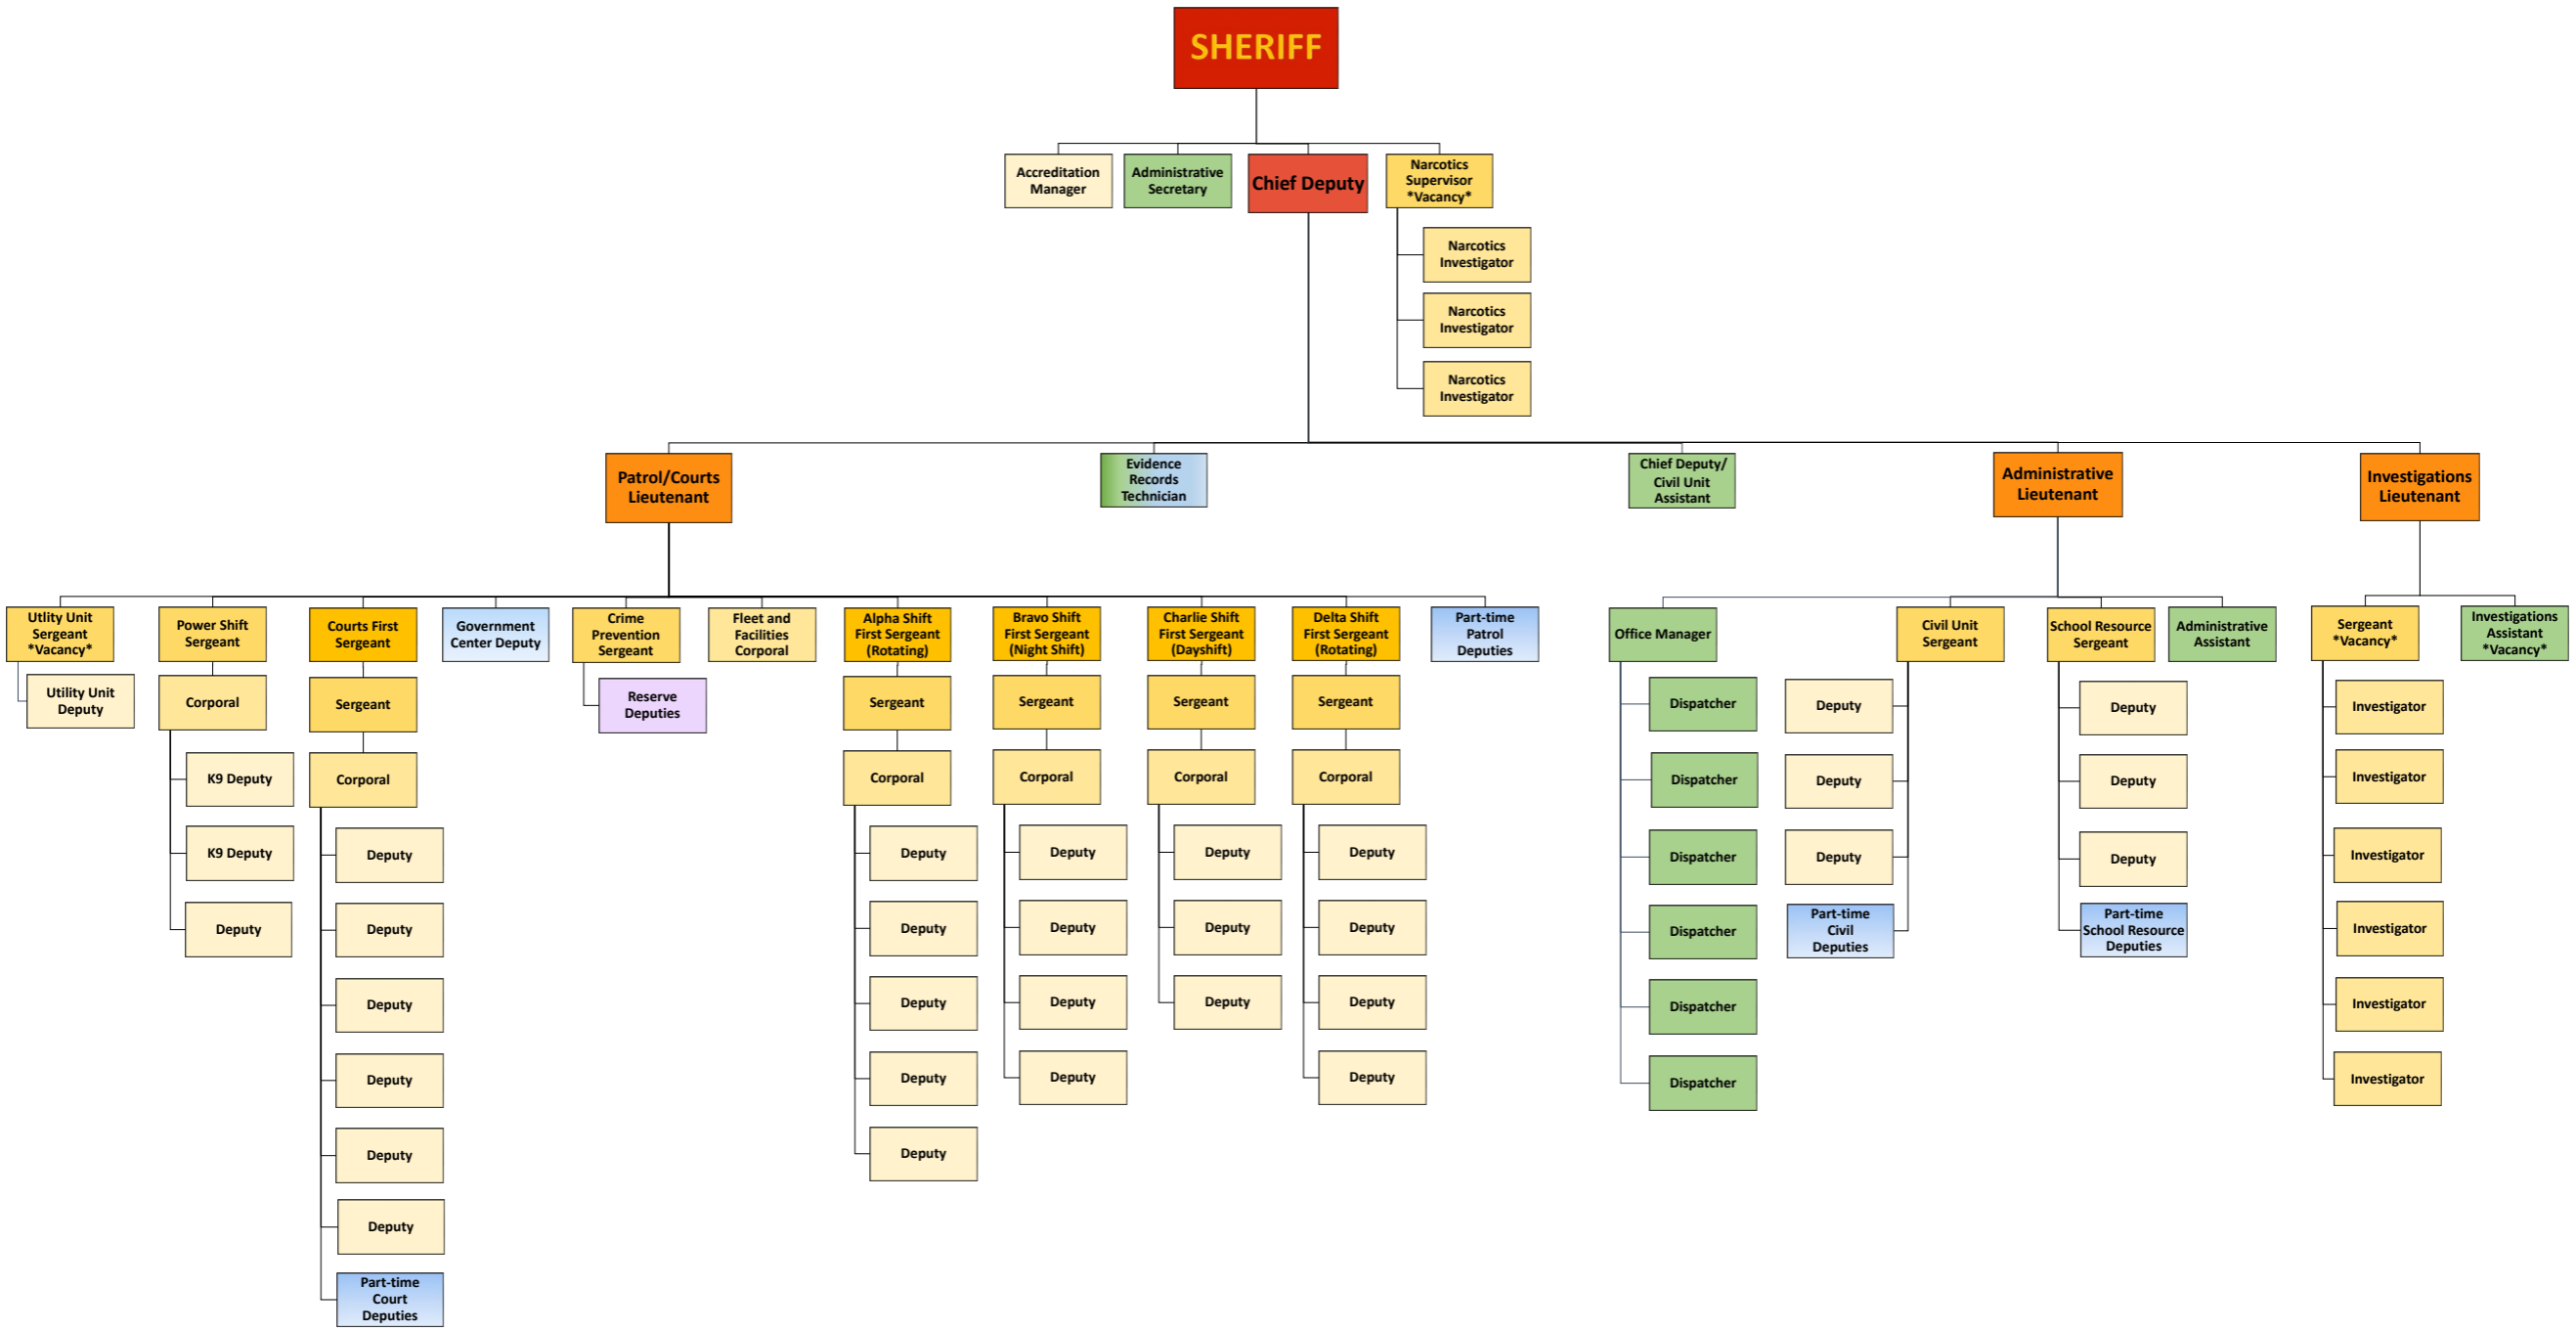 SHERIFF
Accreditation
Manager
Administrative
Secretary
Chief Deputy
Narcotics
Supervisor
*Vacancy*
Narcotics
Investigator
Narcotics
Investigator
Narcotics
Investigator
Patrol/Courts
Lieutenant
Evidence
Records
Technician
Chief Deputy/
Civil Unit
Assistant
Administrative
Lieutenant
Investigations
Lieutenant
Utlity Unit
Sergeant
*Vacancy*
Utility Unit
Deputy
Power Shift
Sergeant
Corporal
K9 Deputy
K9 Deputy
Deputy
Courts First
Sergeant
Sergeant
Corporal
Deputy
Deputy
Deputy
Deputy
Deputy
Deputy
Part-time
Court
Deputies
Government
Center Deputy
Crime
Prevention
Sergeant
Reserve
Deputies
Fleet and
Facilities
Corporal
Alpha Shift
First Sergeant
(Rotating)
Sergeant
Corporal
Deputy
Deputy
Deputy
Deputy
Deputy
Bravo Shift
First Sergeant
(Night Shift)
Sergeant
Corporal
Deputy
Deputy
Deputy
Deputy
Charlie Shift
First Sergeant
(Dayshift)
Sergeant
Corporal
Deputy
Deputy
Deputy
Delta Shift
First Sergeant
(Rotating)
Sergeant
Corporal
Deputy
Deputy
Deputy
Deputy
Part-time
Patrol
Deputies
Office Manager
Dispatcher
Dispatcher
Dispatcher
Dispatcher
Dispatcher
Dispatcher
Civil Unit
Sergeant
Deputy
Deputy
Deputy
Part-time
Civil
Deputies
School Resource
Sergeant
Deputy
Deputy
Deputy
Part-time
School Resource
Deputies
Administrative
Assistant
Sergeant
*Vacancy*
Investigator
Investigator
Investigator
Investigator
Investigator
Investigator
Investigations
Assistant
*Vacancy*